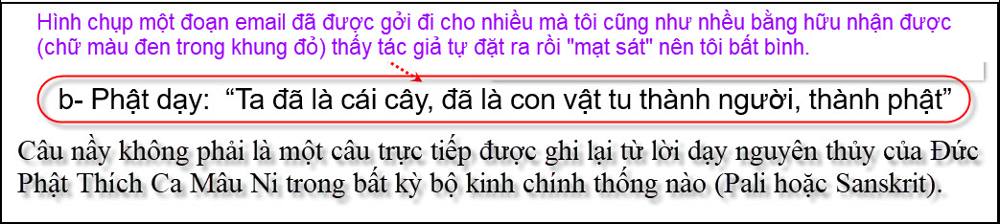 Hình chụp một đoạn email đã được gởi đi cho nhiều mà tôi cũng như nhều bằng hữu nhận được
(chữ màu đen trong khung đỏ) thấy tác giả tự đặt ra rồi "mạt sát" nên tôi bất bình.
b- Phật dạy: “Ta đã là cái cây, đã là con vật tu thành người, thành phật”
Câu nầy không phải là một câu trực tiếp được ghi lại từ lời dạy nguyên thủy của Đức
Phật Thích Ca Mâu Ni trong bất kỳ bộ kinh chính thống nào (Pali hoặc Sanskrit).